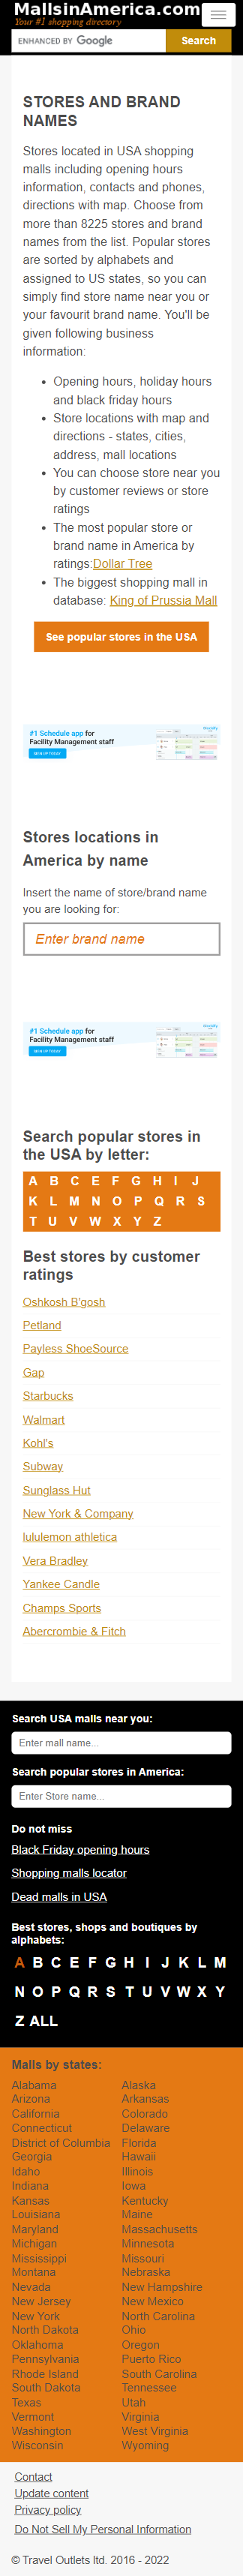 MallsinAmerica.com
Your #1 shopping directory
ENHANCED BY Google
Search
STORES AND BRAND
NAMES
Stores located in USA shopping
malls including opening hours
information, contacts and phones,
directions with map. Choose from
more than 8225 stores and brand
names from the list. Popular stores
are sorted by alphabets and
assigned to US states, so you can
simply find store name near you or
your favourit brand name. You'll be
given following business
information:
• Opening hours, holiday hours
and black friday hours
• Store locations with map and
directions - states, cities,
address, mall locations
• You can choose store near you
by customer reviews or store
ratings
• The most popular store or
brand name in America by
ratings:Dollar Tree
• The biggest shopping mall in
database: King of Prussia Mall
See popular stores in the USA
#1 Schedule app for
Facility Management staff
SIGN UP TODAY
Stores locations in
America by name
Insert the name of store/brand name
you are looking for:
Enter brand name
#1 Schedule app for
Facility Management staff
SIGN UP TODAY
Search popular stores in
the USA by letter:
A B C E F G H I J
K L M N O P Q R S
T U V W X Y Z
Best stores by customer
ratings
Oshkosh B'gosh
Petland
Payless ShoeSource
Gap
Starbucks
Walmart
Kohl's
Subway
Sunglass Hut
New York & Company
lululemon athletica
Vera Bradley
Yankee Candle
Champs Sports
Abercrombie & Fitch
Search USA malls near you:
Enter mall name...
Search popular stores in America:
Enter Store name...
Do not miss
Black Friday opening hours
Shopping malls locator
Dead malls in USA
Best stores, shops and boutiques by
alphabets:
A B C E F G H I J K L M
N O P Q R S T U V W X Y
Z ALL
Malls by states:
Alabama Alaska
Arizona Arkansas
California Colorado
Connecticut Delaware
District of Columbia Florida
Georgia Hawaii
Idaho Illinois
Indiana Iowa
Kansas Kentucky
Louisiana Maine
Maryland Massachusetts
Michigan Minnesota
Mississippi Missouri
Montana Nebraska
Nevada New Hampshire
New Jersey New Mexico
New York North Carolina
North Dakota Ohio
Oklahoma Oregon
Pennsylvania Puerto Rico
Rhode Island South Carolina
South Dakota Tennessee
Texas Utah
Vermont Virginia
Washington West Virginia
Wisconsin Wyoming
Contact
Update content
Privacy policy
Do Not Sell My Personal Information
© Travel Outlets ltd. 2016 - 2022